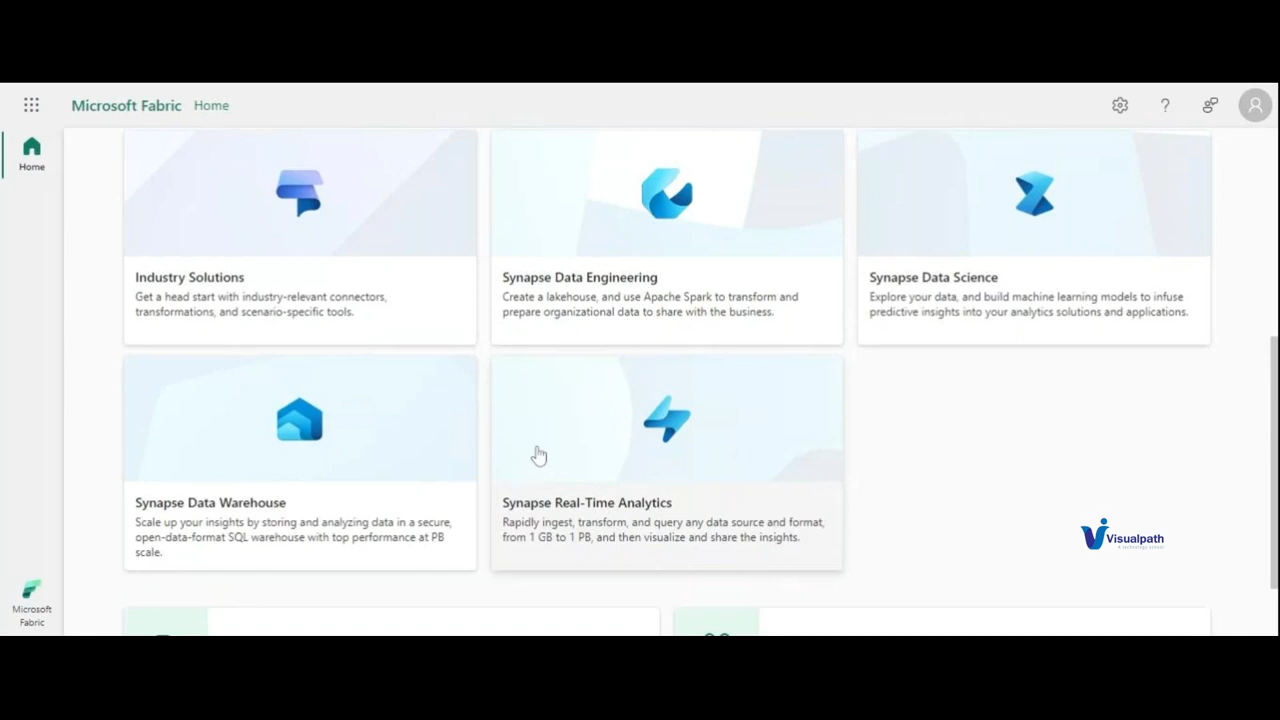 Microsoft Fabric Home
Home
Industry Solutions
Get a head start with industry-relevant connectors,
transformations, and scenario-specific tools.
Synapse Data Engineering
Create a lakehouse, and use Apache Spark to transform and
prepare organizational data to share with the business.
Synapse Data Science
Explore your data, and build machine learning models to infuse
predictive insights into your analytics solutions and applications.
Synapse Data Warehouse
Scale up your insights by storing and analyzing data in a secure,
open-data-format SQL warehouse with top performance at PB
scale.
Synapse Real-Time Analytics
Rapidly ingest, transform, and query any data source and format,
from 1 GB to 1 PB, and then visualize and share the insights.
Visualpath
A technology school
Microsoft
Fabric